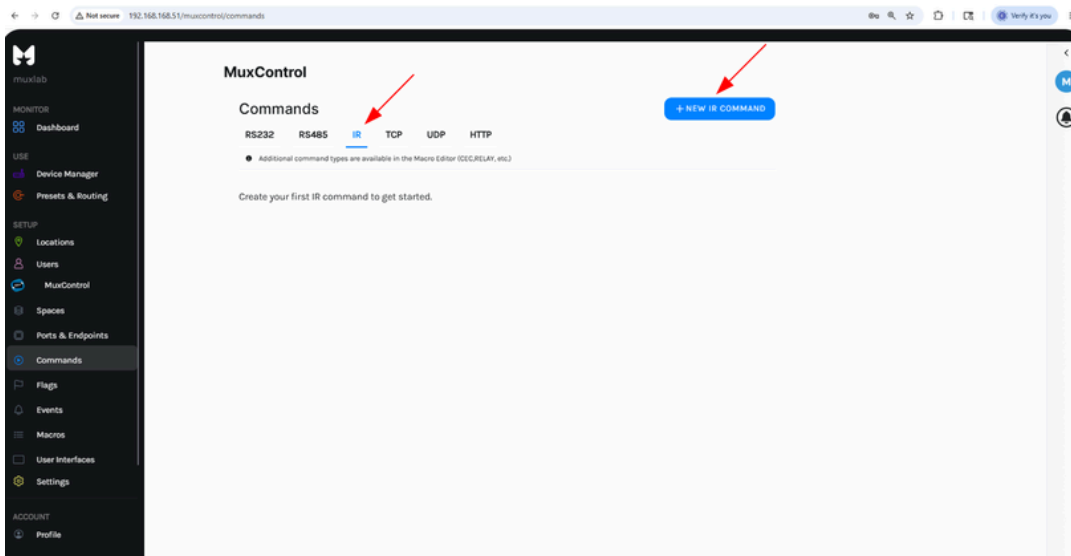 Not secure 192.168.168.51/muxcontrol/commands
Verify it's you
muxlab
MONITOR
Dashboard
USE
Device Manager
Presets & Routing
SETUP
Locations
Users
MuxControl
Spaces
Ports & Endpoints
Commands
Flags
Events
Macros
User Interfaces
Settings
ACCOUNT
Profile
MuxControl
Commands
+ NEW IR COMMAND
RS232 RS485 IR TCP UDP HTTP
Additional command types are available in the Macro Editor (CEC,RELAY, etc.)
Create your first IR command to get started.
M